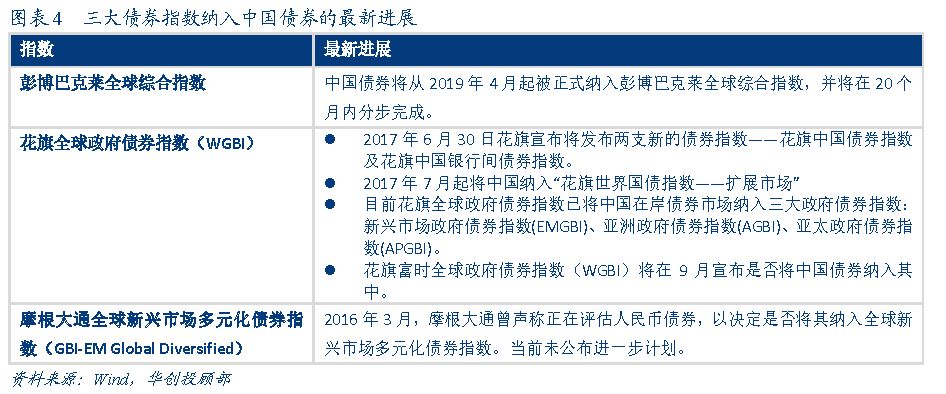 图表 4 三大债券指数纳入中国债券的最新进展
指数 最新进展
彭博巴克莱全球综合指数
中国债券将从 2019 年 4 月起被正式纳入彭博巴克莱全球综合指数，并将在 20 个
月内分步完成。
花旗全球政府债券指数（WGBI）
● 2017 年 6 月 30 日花旗宣布将发布两支新的债券指数——花旗中国债券指数
及花旗中国银行间债券指数。
● 2017 年 7 月起将中国纳入“花旗世界国债指数——扩展市场”
● 目前花旗全球政府债券指数已将中国在岸债券市场纳入三大政府债券指数：
新兴市场政府债券指数(EMGBI)、亚洲政府债券指数(AGBI)、亚太政府债券指
数(APGBI)。
● 花旗富时全球政府债券指数（WGBI）将在 9 月宣布是否将中国债券纳入其
中。
摩根大通全球新兴市场多元化债券指
数（GBI-EM Global Diversified）
2016 年 3 月，摩根大通曾声称正在评估人民币债券，以决定是否将其纳入全球新
兴市场多元化债券指数。当前未公布进一步计划。
资料来源：Wind，华创投顾部